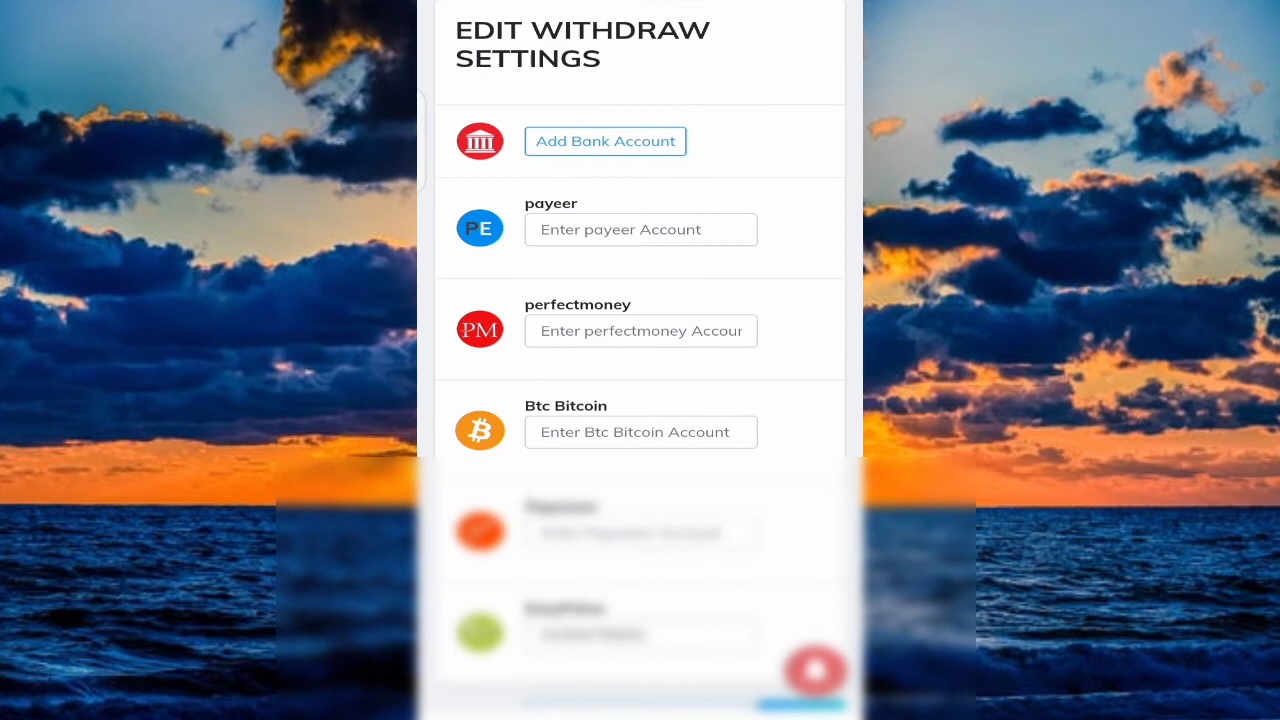 EDIT WITHDRAW
SETTINGS
Add Bank Account
payeer
PE
Enter payeer Account
perfectmoney
PM
Enter perfectmoney Accour
Btc Bitcoin
Enter Btc Bitcoin Account